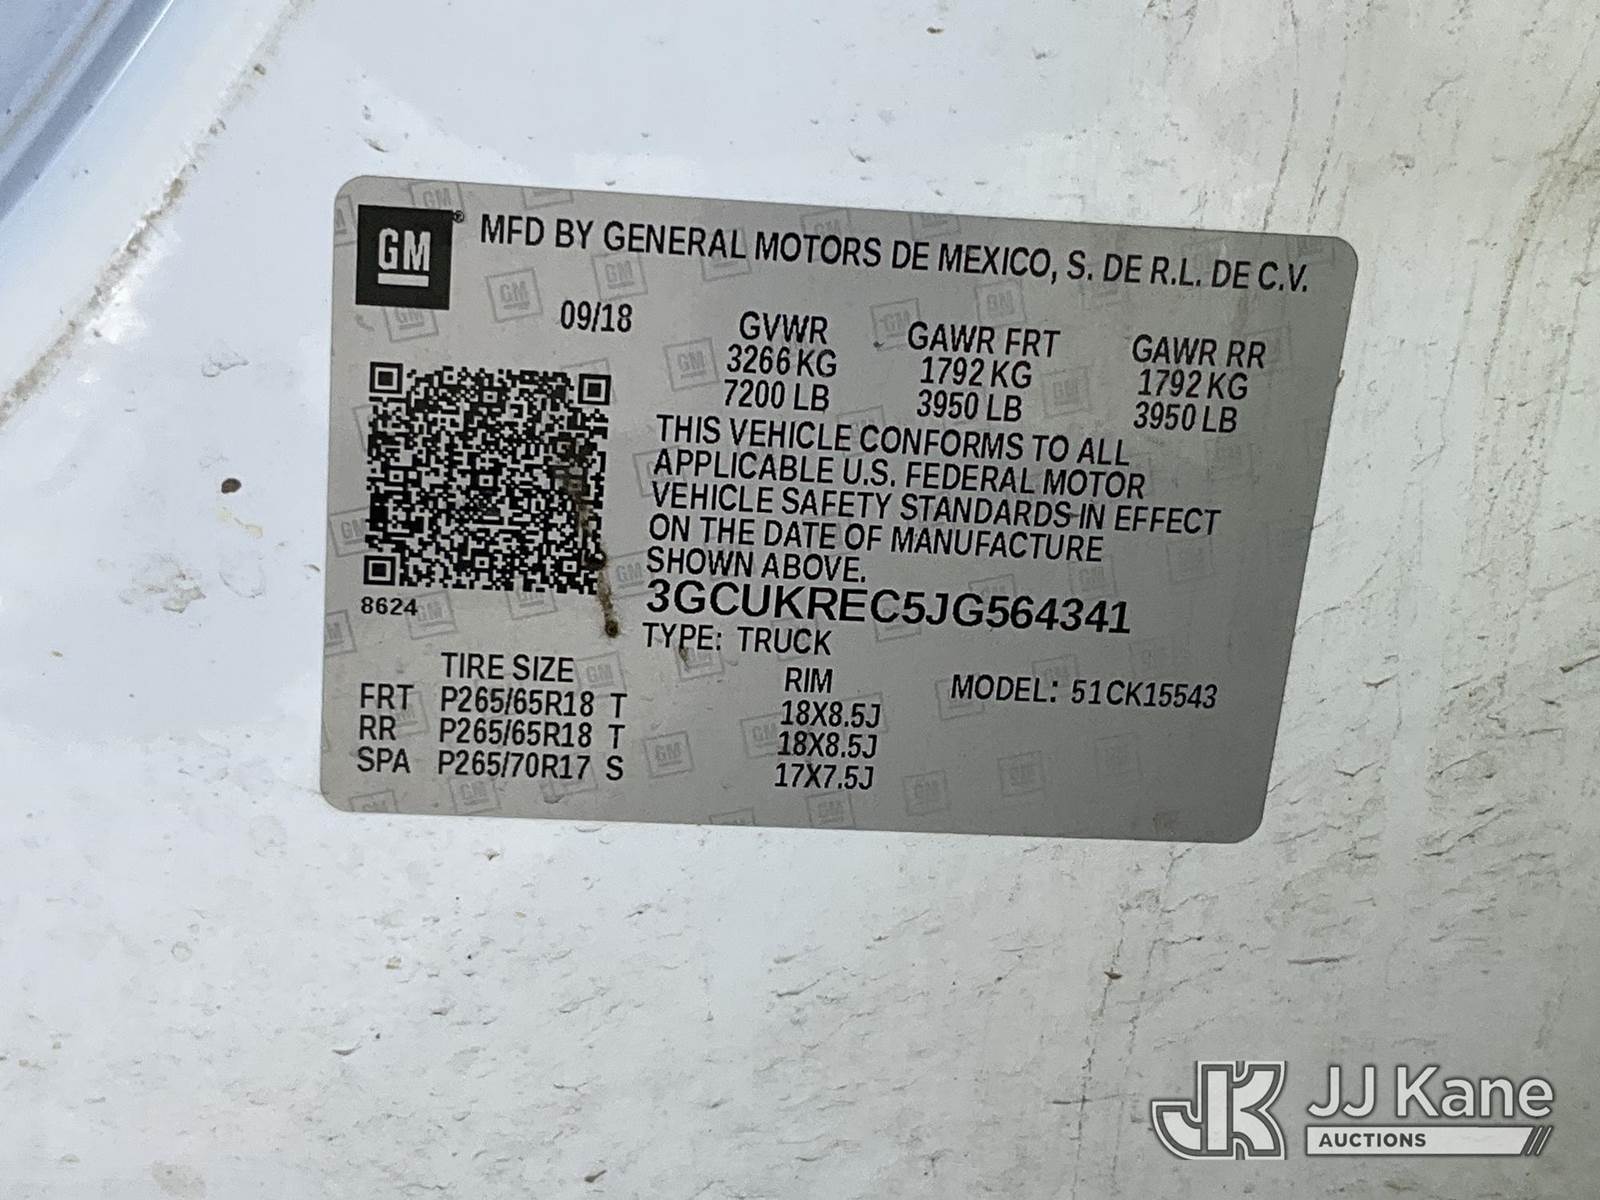 GM® MFD BY GENERAL MOTORS DE MEXICO, S. DE R.L. DE C.V.
09/18
GVWR GAWR FRT GAWR RR
3266 KG 1792 KG 1792 KG
7200 LB 3950 LB 3950 LB
THIS VEHICLE CONFORMS TO ALL
APPLICABLE U.S. FEDERAL MOTOR
VEHICLE SAFETY STANDARDS IN EFFECT
ON THE DATE OF MANUFACTURE
SHOWN ABOVE.
8624
3GCUKREC5JG564341
TYPE: TRUCK
TIRE SIZE RIM MODEL: 51CK15543
FRT P265/65R18 T 18X8.5J
RR P265/65R18 T 18X8.5J
SPA P265/70R17 S 17X7.5J
JK JJ Kane
AUCTIONS